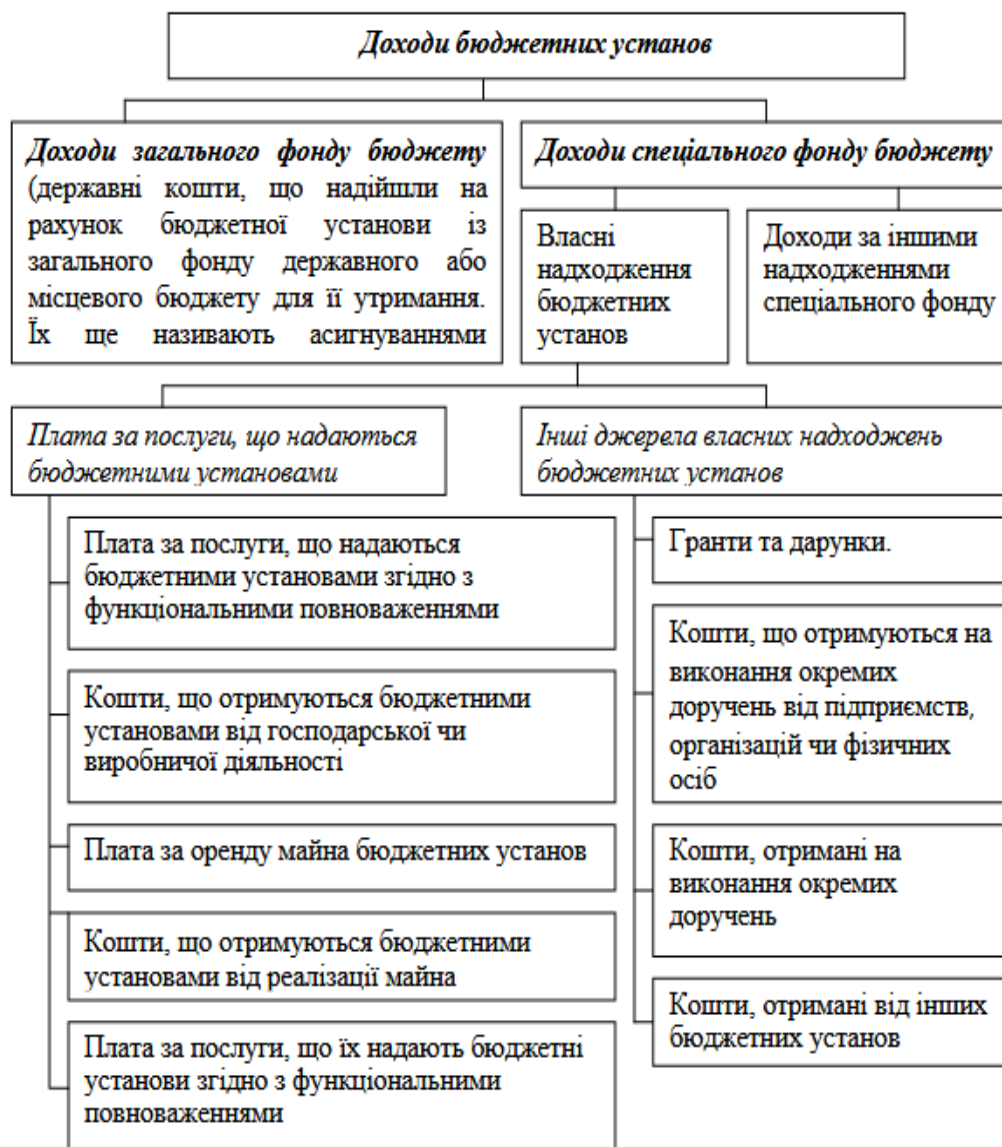 Доходи бюджетних установ
Доходи загального фонду бюджету
(державні кошти, що надійшли на
рахунок бюджетної установи із
загального фонду державного або
місцевого бюджету для її утримання.
Їх ще називають асигнуваннями
Доходи спеціального фонду бюджету
Власні
надходження
бюджетних
установ
Доходи за іншими
надходженнями
спеціального фонду
Плата за послуги, що надаються
бюджетними установами
Плата за послуги, що надаються
бюджетними установами згідно з
функціональними повноваженнями
Кошти, що отримуються бюджетними
установами від господарської чи
виробничої діяльності
Плата за оренду майна бюджетних установ
Кошти, що отримуються бюджетними
установами від реалізації майна
Плата за послуги, що їх надають бюджетні
установи згідно з функціональними
повноваженнями
Інші джерела власних надходжень
бюджетних установ
Гранти та дарунки.
Кошти, що отримуються на
виконання окремих
доручень від підприємств,
організацій чи фізичних
осіб
Кошти, отримані на
виконання окремих
доручень
Кошти, отримані від інших
бюджетних установ